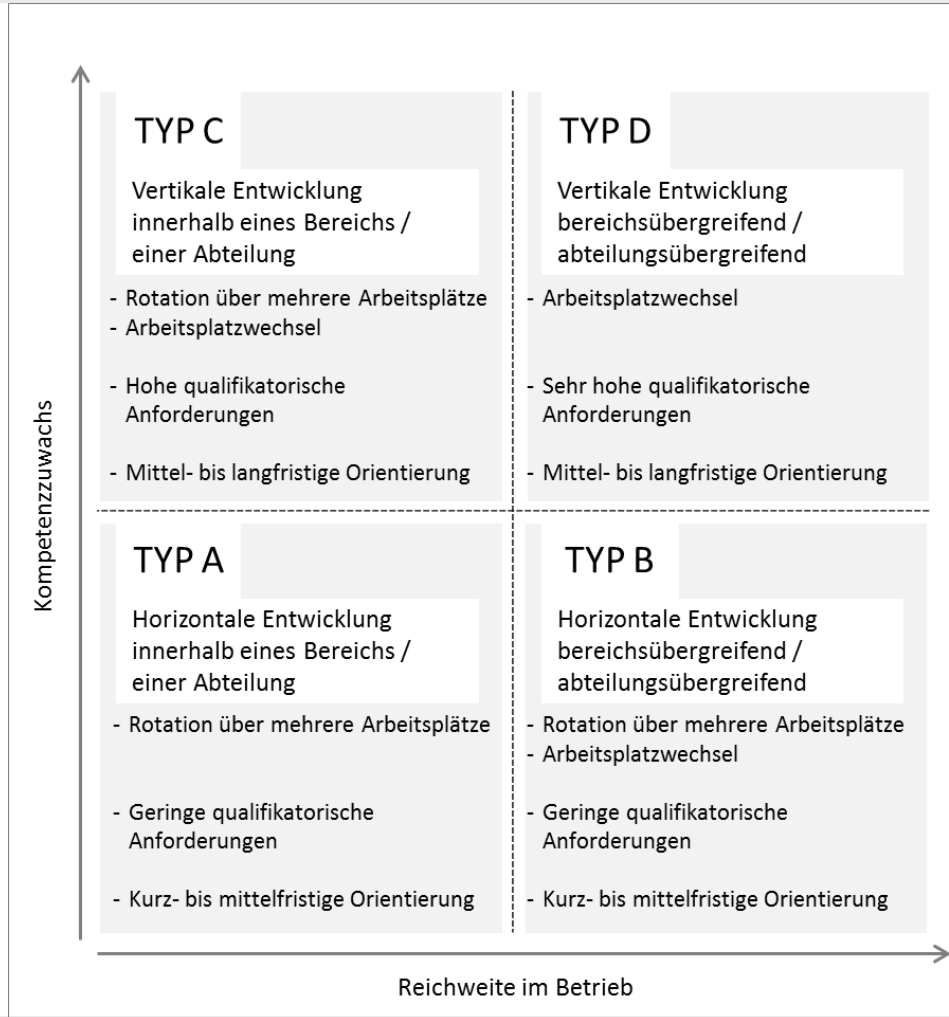 TYP C
Vertikale Entwicklung
innerhalb eines Bereichs /
einer Abteilung
- Rotation über mehrere Arbeitsplätze
- Arbeitsplatzwechsel
- Hohe qualifikatorische
Anforderungen
- Mittel- bis langfristige Orientierung
TYP D
Vertikale Entwicklung
bereichsübergreifend /
abteilungsübergreifend
- Arbeitsplatzwechsel
- Sehr hohe qualifikatorische
Anforderungen
- Mittel- bis langfristige Orientierung
TYP A
Horizontale Entwicklung
innerhalb eines Bereichs /
einer Abteilung
- Rotation über mehrere Arbeitsplätze
- Geringe qualifikatorische
Anforderungen
- Kurz- bis mittelfristige Orientierung
TYP B
Horizontale Entwicklung
bereichsübergreifend /
abteilungsübergreifend
- Rotation über mehrere Arbeitsplätze
- Arbeitsplatzwechsel
- Geringe qualifikatorische
Anforderungen
- Kurz- bis mittelfristige Orientierung
Kompetenzzuwachs
Reichweite im Betrieb